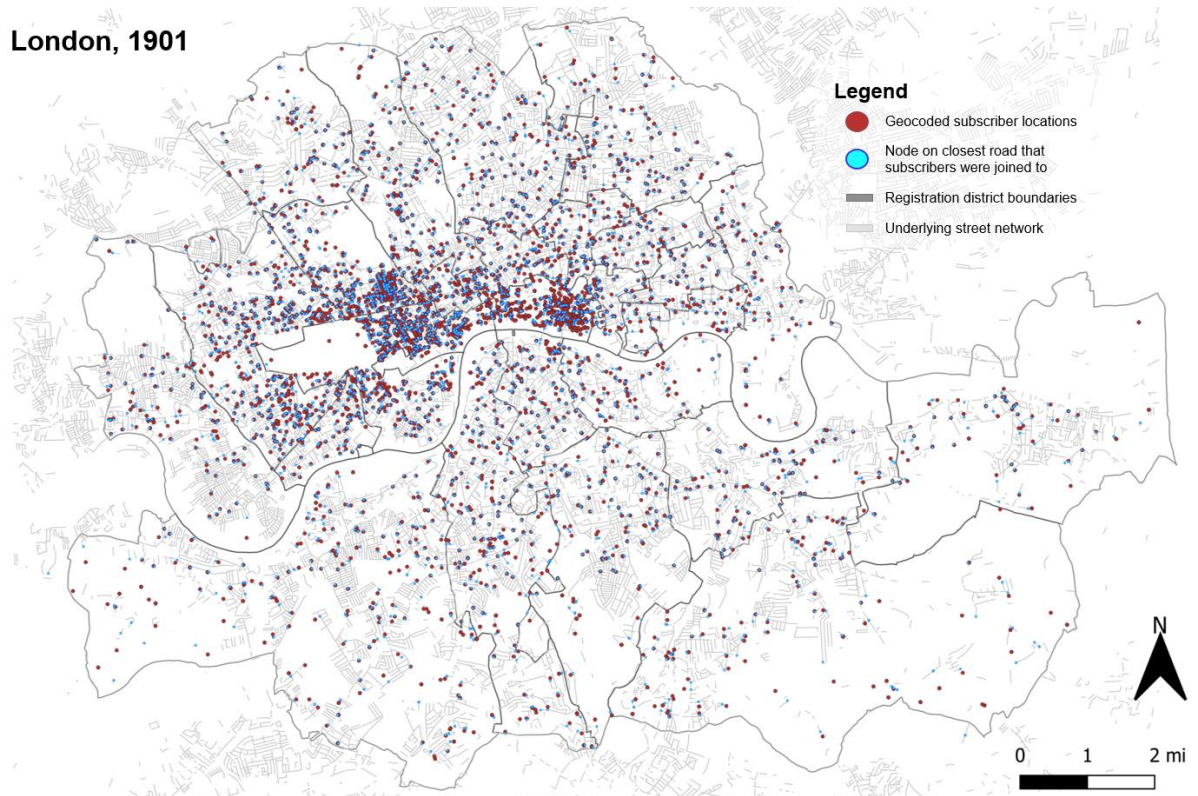 London, 1901
Legend
Geocoded subscriber locations
Node on closest road that
subscribers were joined to
Registration district boundaries
Underlying street network
N
0 1 2 mi